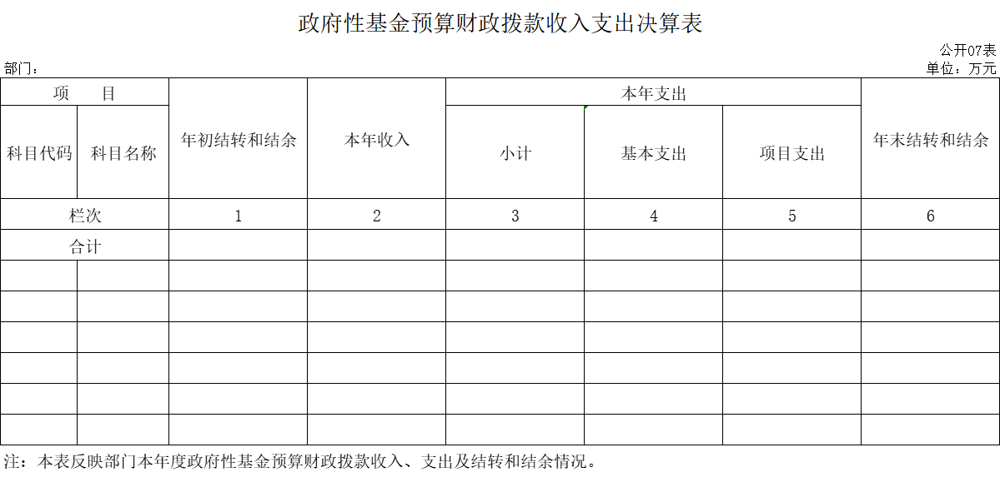 政府性基金预算财政拨款收入支出决算表
公开07表
部门： 单位：万元
项 目 年初结转和结余 本年收入 本年支出 年末结转和结余
科目代码 科目名称 小计 基本支出 项目支出
栏次 1 2 3 4 5 6
合计
注：本表反映部门本年度政府性基金预算财政拨款收入、支出及结转和结余情况。